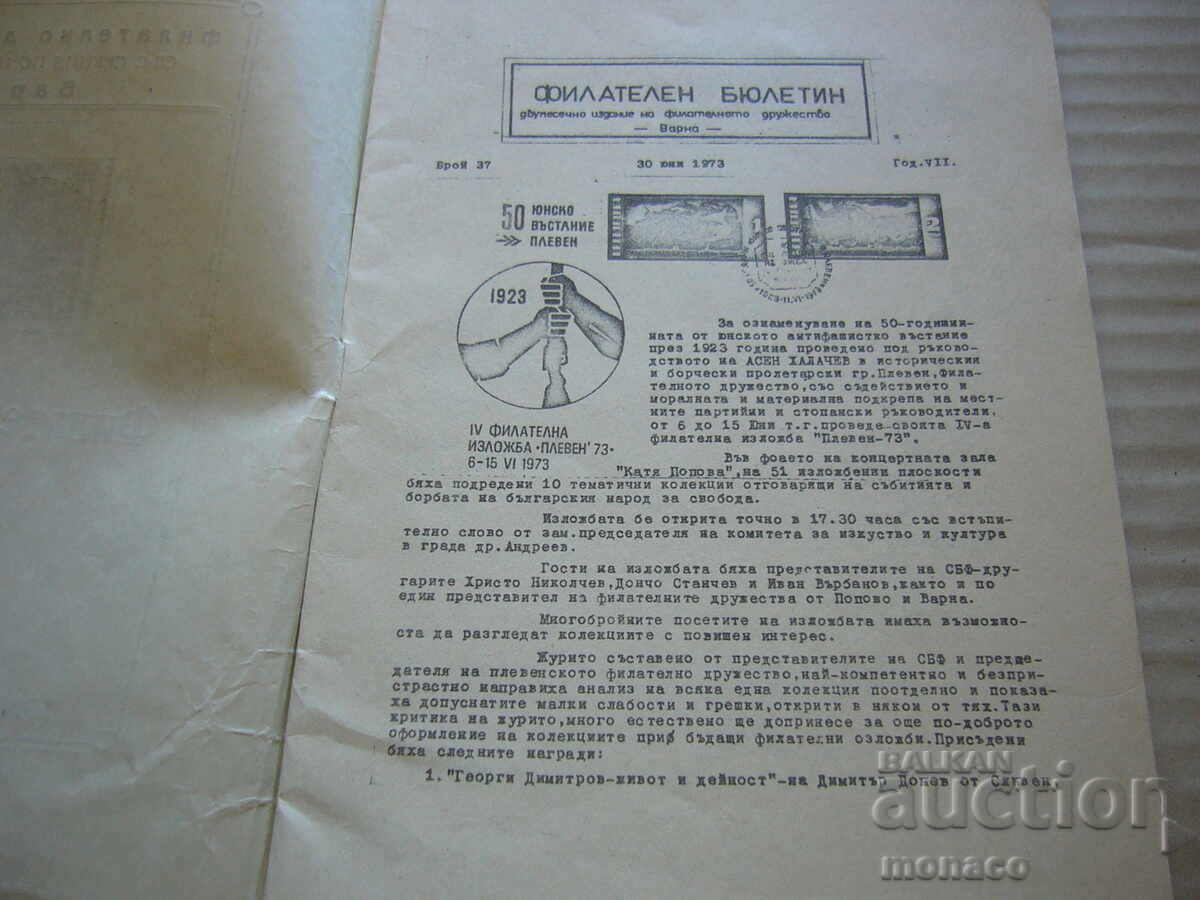 ФИЛАТЕЛЕН БЮЛЕТИН
двумесечно издание на филателното дружество
— Варна —
Брой 37 30 юни 1973 Год.VII.
50 ЮНСКО
ВЪСТАНИЕ
ПЛЕВЕН
1
2
1923
IV ФИЛАТЕЛНА
ИЗЛОЖБА •ПЛЕВЕН'73•
6-15 VI 1973
За ознаменуване на 50-годишни-
ната от юнското антифашистко въстание
през 1923 година проведено под ръково-
дството на АСЕН ХАЛАЧЕВ в историческия
и борчески пролетарски гр.Плевен,Фила-
телното дружество,със съдействието и
моралната и материална подкрепа на мест-
ните партийни и стопански ръководители,
от 6 до 15 Юни т.г.проведе своята IV-а
филателна изложба "Плевен-73".
Във фоаето на концертната зала
"Катя Попова",на 51 изложбени плоскости
бяха подредени 10 тематични колекции отговарящи на събитията и
борбата на българския народ за свобода.
Изложбата бе открита точно в 17.30 часа със встъпи-
телно слово от зам.председателя на комитета за изкуство и култура
в града др.Андреев.
Гости на изложбата бяха представителите на СБФ-дру-
гарите Христо Николчев,Дончо Станчев и Иван Върбанов,както и по
един представител на филателните дружества от Попово и Варна.
Многобройните посетите на изложбата имаха възможно-
ста да разгледат колекциите с повишен интерес.
Журито съставено от представителите на СБФ и предше-
дателя на плевенското филателно дружество,най-компетентно и безпри-
страстно направиха анализ на всяка една колекция поотделно и показа-
ха допуснатите малки слабости и грешки,открити в няком от тях.Тази
критика на журито,много естествено ще допринесе за още по-доброто
оформление на колекциите при бъдащи филателни озложби.Присъдени
бяха следните награди:
1."Георги Димитров-живот и дейност"-на Димитър Допев от Сливен,
BALKAN
auction
monaco